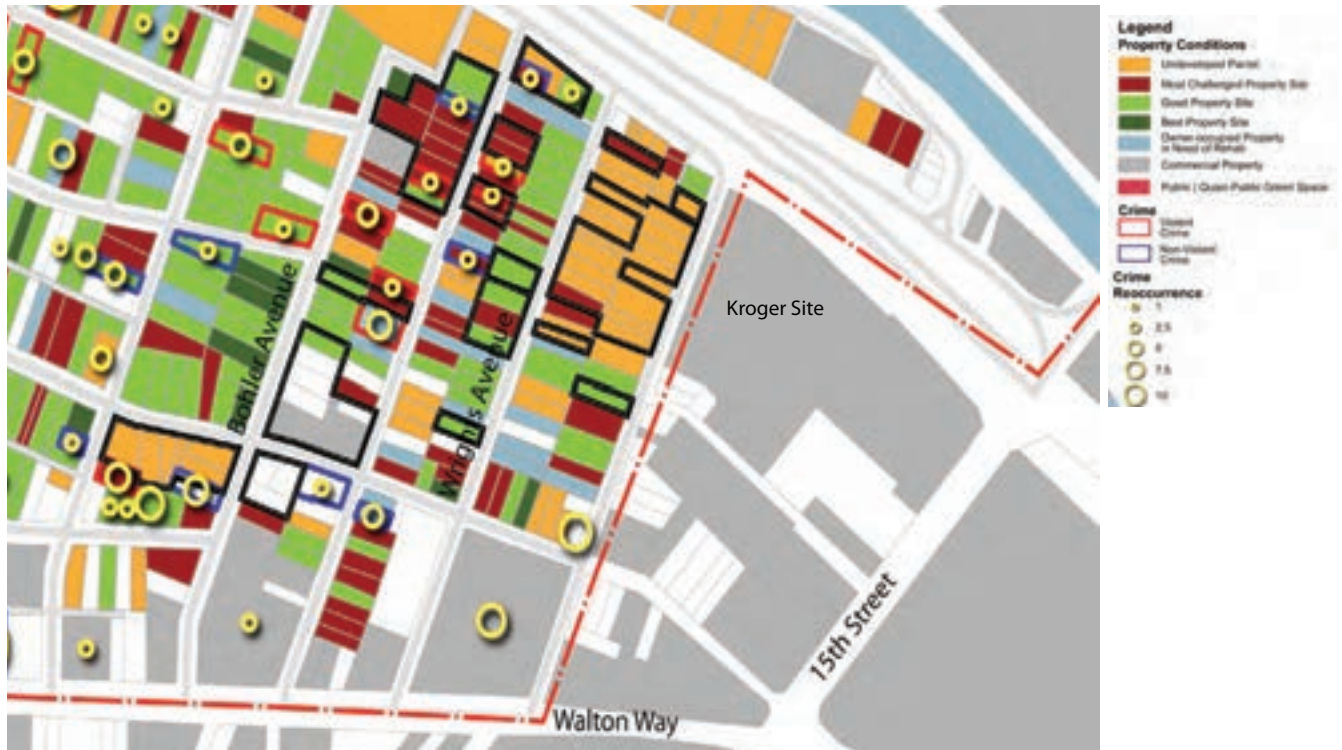 Legend
Property Conditions
Undeveloped Parcel
Most Challenged Property Site
Good Property Site
Best Property Site
Owner-occupied Property
in Need of Rehab
Commercial Property
Public | Quasi-Public Green Space
Crime
Violent
Crime
Non-Violent
Crime
Crime
Reoccurrence
1
2.5
5
7.5
10
Kroger Site
Bohler Avenue
Wrights Avenue
15th Street
Walton Way